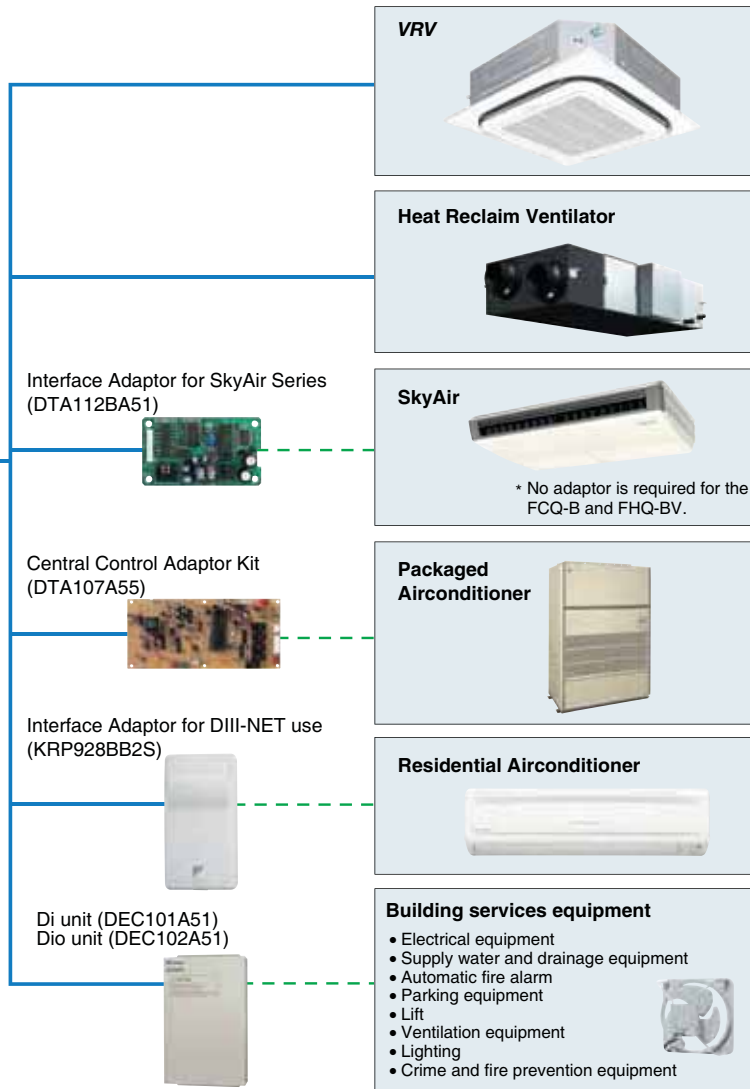 VRV
Heat Reclaim Ventilator
Interface Adaptor for SkyAir Series
(DTA112BA51)
SkyAir
* No adaptor is required for the
FCQ-B and FHQ-BV.
Central Control Adaptor Kit
(DTA107A55)
Packaged
Airconditioner
Interface Adaptor for DIII-NET use
(KRP928BB2S)
Residential Airconditioner
Di unit (DEC101A51)
Dio unit (DEC102A51)
Building services equipment
• Electrical equipment
• Supply water and drainage equipment
• Automatic fire alarm
• Parking equipment
• Lift
• Ventilation equipment
• Lighting
• Crime and fire prevention equipment